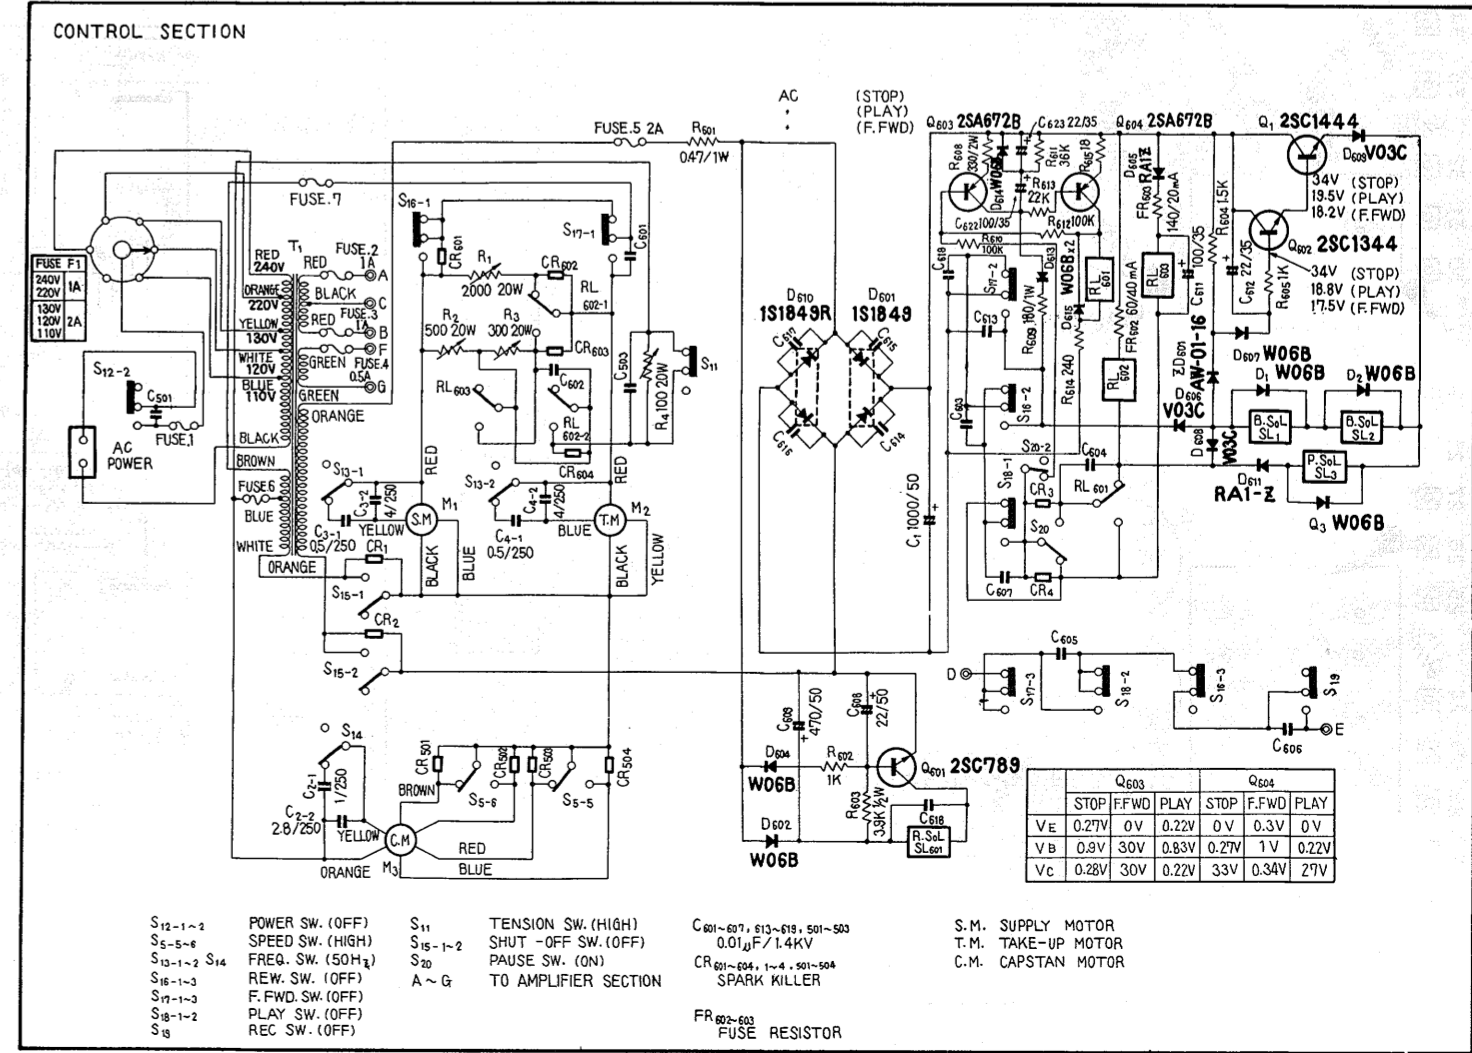 CONTROL SECTION
AC (STOP)
" (PLAY)
" (F.FWD)
FUSE.5 2A
R601
0.47/1W
FUSE.7
S16-1
CR601
S17-1
C601
R1
2000 20W
CR602
RL
602-1
R2
500 20W
R3
300 20W
CR603
C602
RL603
RL
602-2
CR604
C503
R4 100 20W
S11
FUSE F1
240V
220V
1A
130V
120V
110V
2A
RED
240V
ORANGE
220V
YELLOW
130V
WHITE
120V
BLUE
110V
BLACK
BROWN
FUSE6
BLUE
WHITE
ORANGE
T1
RED
FUSE.2
1A
A
BLACK
C
FUSE.3
1A
RED
B
F
GREEN
FUSE.4
0.5A
G
GREEN
ORANGE
S12-2
C501
FUSE.1
AC
POWER
S13-1
C3-2
4/250
C3-1
0.5/250
YELLOW
RED
M1
S.M
BLACK
BLUE
S13-2
C4-2
4/250
C4-1
0.5/250
BLUE
RED
M2
T.M
BLACK
YELLOW
CR1
S15-1
CR2
S15-2
S14
C2-1
1/250
C2-2
2.8/250
YELLOW
ORANGE
M3
C.M
BROWN
CR501
S5-6
CR502
CR503
S5-5
CR504
RED
BLUE
D610
1S1849R
D601
1S1849
C617
C615
C616
C614
C1 1000/50
Q603 2SA672B
C623 22/35
Q604 2SA672B
Q1 2SC1444
R608
330/2W
D614 W06B
R611
36K
R615 18
R613
22K
C622 100/35
R612 100K
R610
100K
D605
RA1Z
FR603
140/20mA
R604 1.5K
D609 V03C
34V (STOP)
19.5V (PLAY)
18.2V (F.FWD)
Q602
2SC1344
34V (STOP)
18.8V (PLAY)
17.5V (F.FWD)
C618
S17-2
C613
D613
R609 180/1W
W06B x2
D615
RL
601
R614 240
FR602 60/40mA
RL
602
RL
603
C611
100/35
C612 22/35
R605 1K
D607 W06B
ZD601
AW-01-16
D606
V03C
D608
V03C
D1
W06B
D2 W06B
B.SoL
SL1
B.SoL
SL2
P.SoL
SL3
D611
RA1-Z
Q3 W06B
C603
S16-2
S20-2
C604
S18-1
CR3
RL601
S20
C607
CR4
D
S17-3
C605
S18-2
S16-3
S19
C606
E
C609
470/50
C608
22/50
D604
W06B
R602
1K
Q601 2SC789
R603
3.9K ½W
C618
D602
W06B
R.SoL
SL601
Q603 Q604
STOP F.FWD PLAY STOP F.FWD PLAY
VE 0.27V 0V 0.22V 0V 0.3V 0V
VB 0.9V 30V 0.83V 0.27V 1V 0.22V
VC 0.28V 30V 0.22V 33V 0.34V 27V
S12-1~2 POWER SW. (OFF)
S5-5~6 SPEED SW. (HIGH)
S13-1~2 S14 FREQ. SW. (50Hz)
S16-1~3 REW. SW. (OFF)
S17-1~3 F.FWD. SW. (OFF)
S18-1~2 PLAY SW. (OFF)
S19 REC SW. (OFF)
S11 TENSION SW. (HIGH)
S15-1~2 SHUT-OFF SW. (OFF)
S20 PAUSE SW. (ON)
A~G TO AMPLIFIER SECTION
C601~607, 613~619, 501~503
0.01μF/1.4KV
CR601~604, 1~4, 501~504
SPARK KILLER
FR602~603
FUSE RESISTOR
S.M. SUPPLY MOTOR
T.M. TAKE-UP MOTOR
C.M. CAPSTAN MOTOR